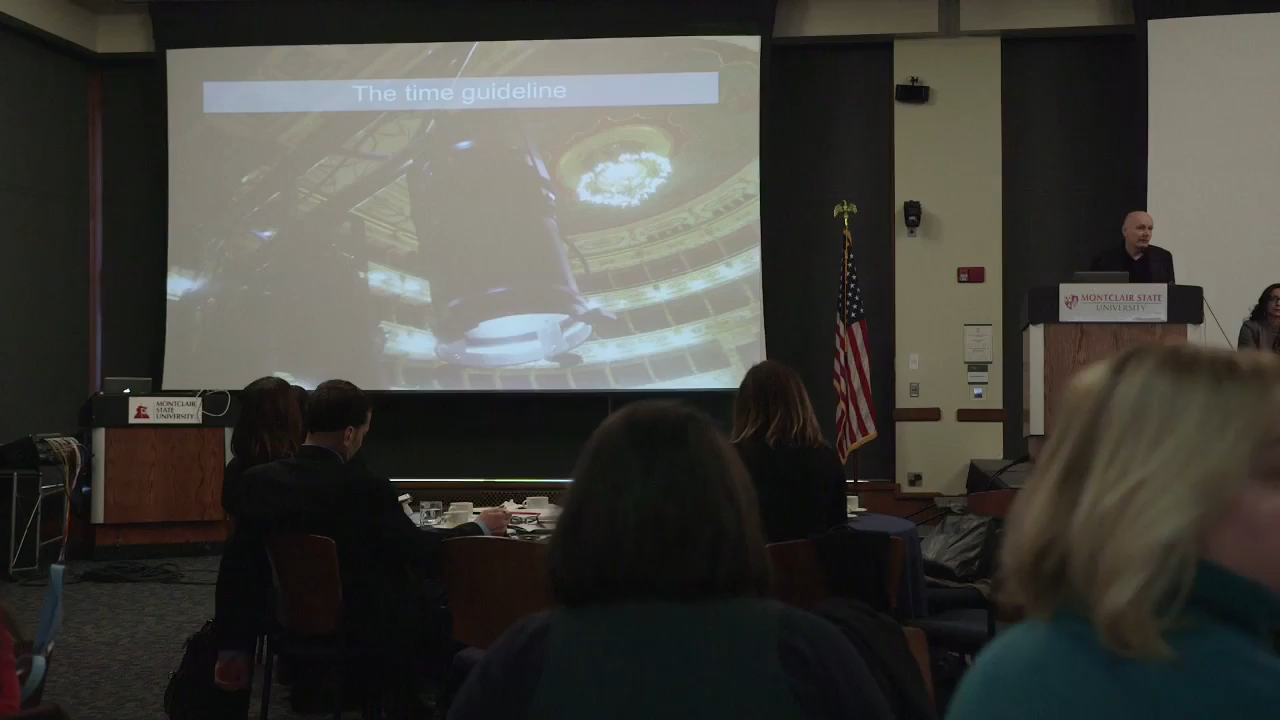 The time guideline
MONTCLAIR STATE
UNIVERSITY
MONTCLAIR
STATE
UNIVERSITY